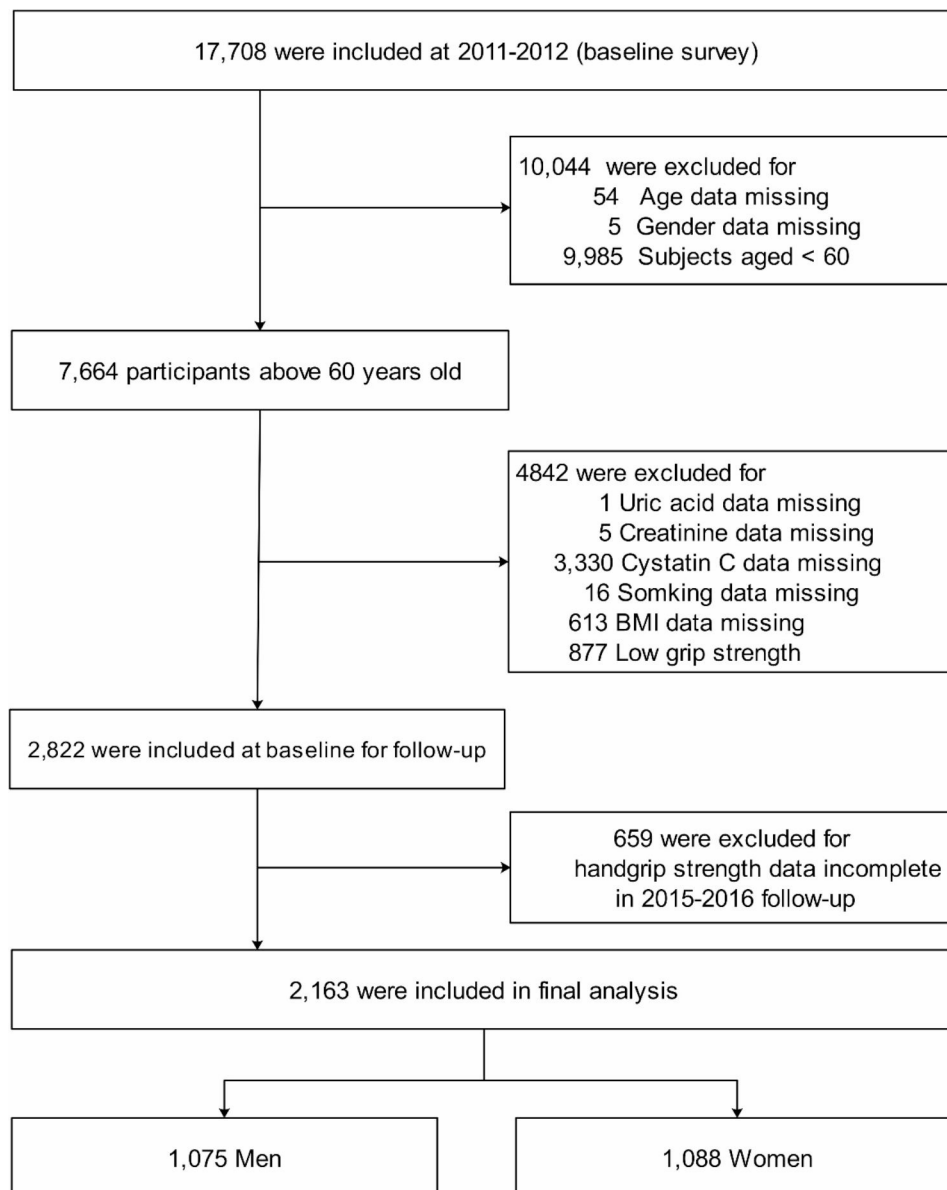 17,708 were included at 2011-2012 (baseline survey)
10,044 were excluded for
54 Age data missing
5 Gender data missing
9,985 Subjects aged < 60
7,664 participants above 60 years old
4842 were excluded for
1 Uric acid data missing
5 Creatinine data missing
3,330 Cystatin C data missing
16 Somking data missing
613 BMI data missing
877 Low grip strength
2,822 were included at baseline for follow-up
659 were excluded for
handgrip strength data incomplete
in 2015-2016 follow-up
2,163 were included in final analysis
1,075 Men
1,088 Women